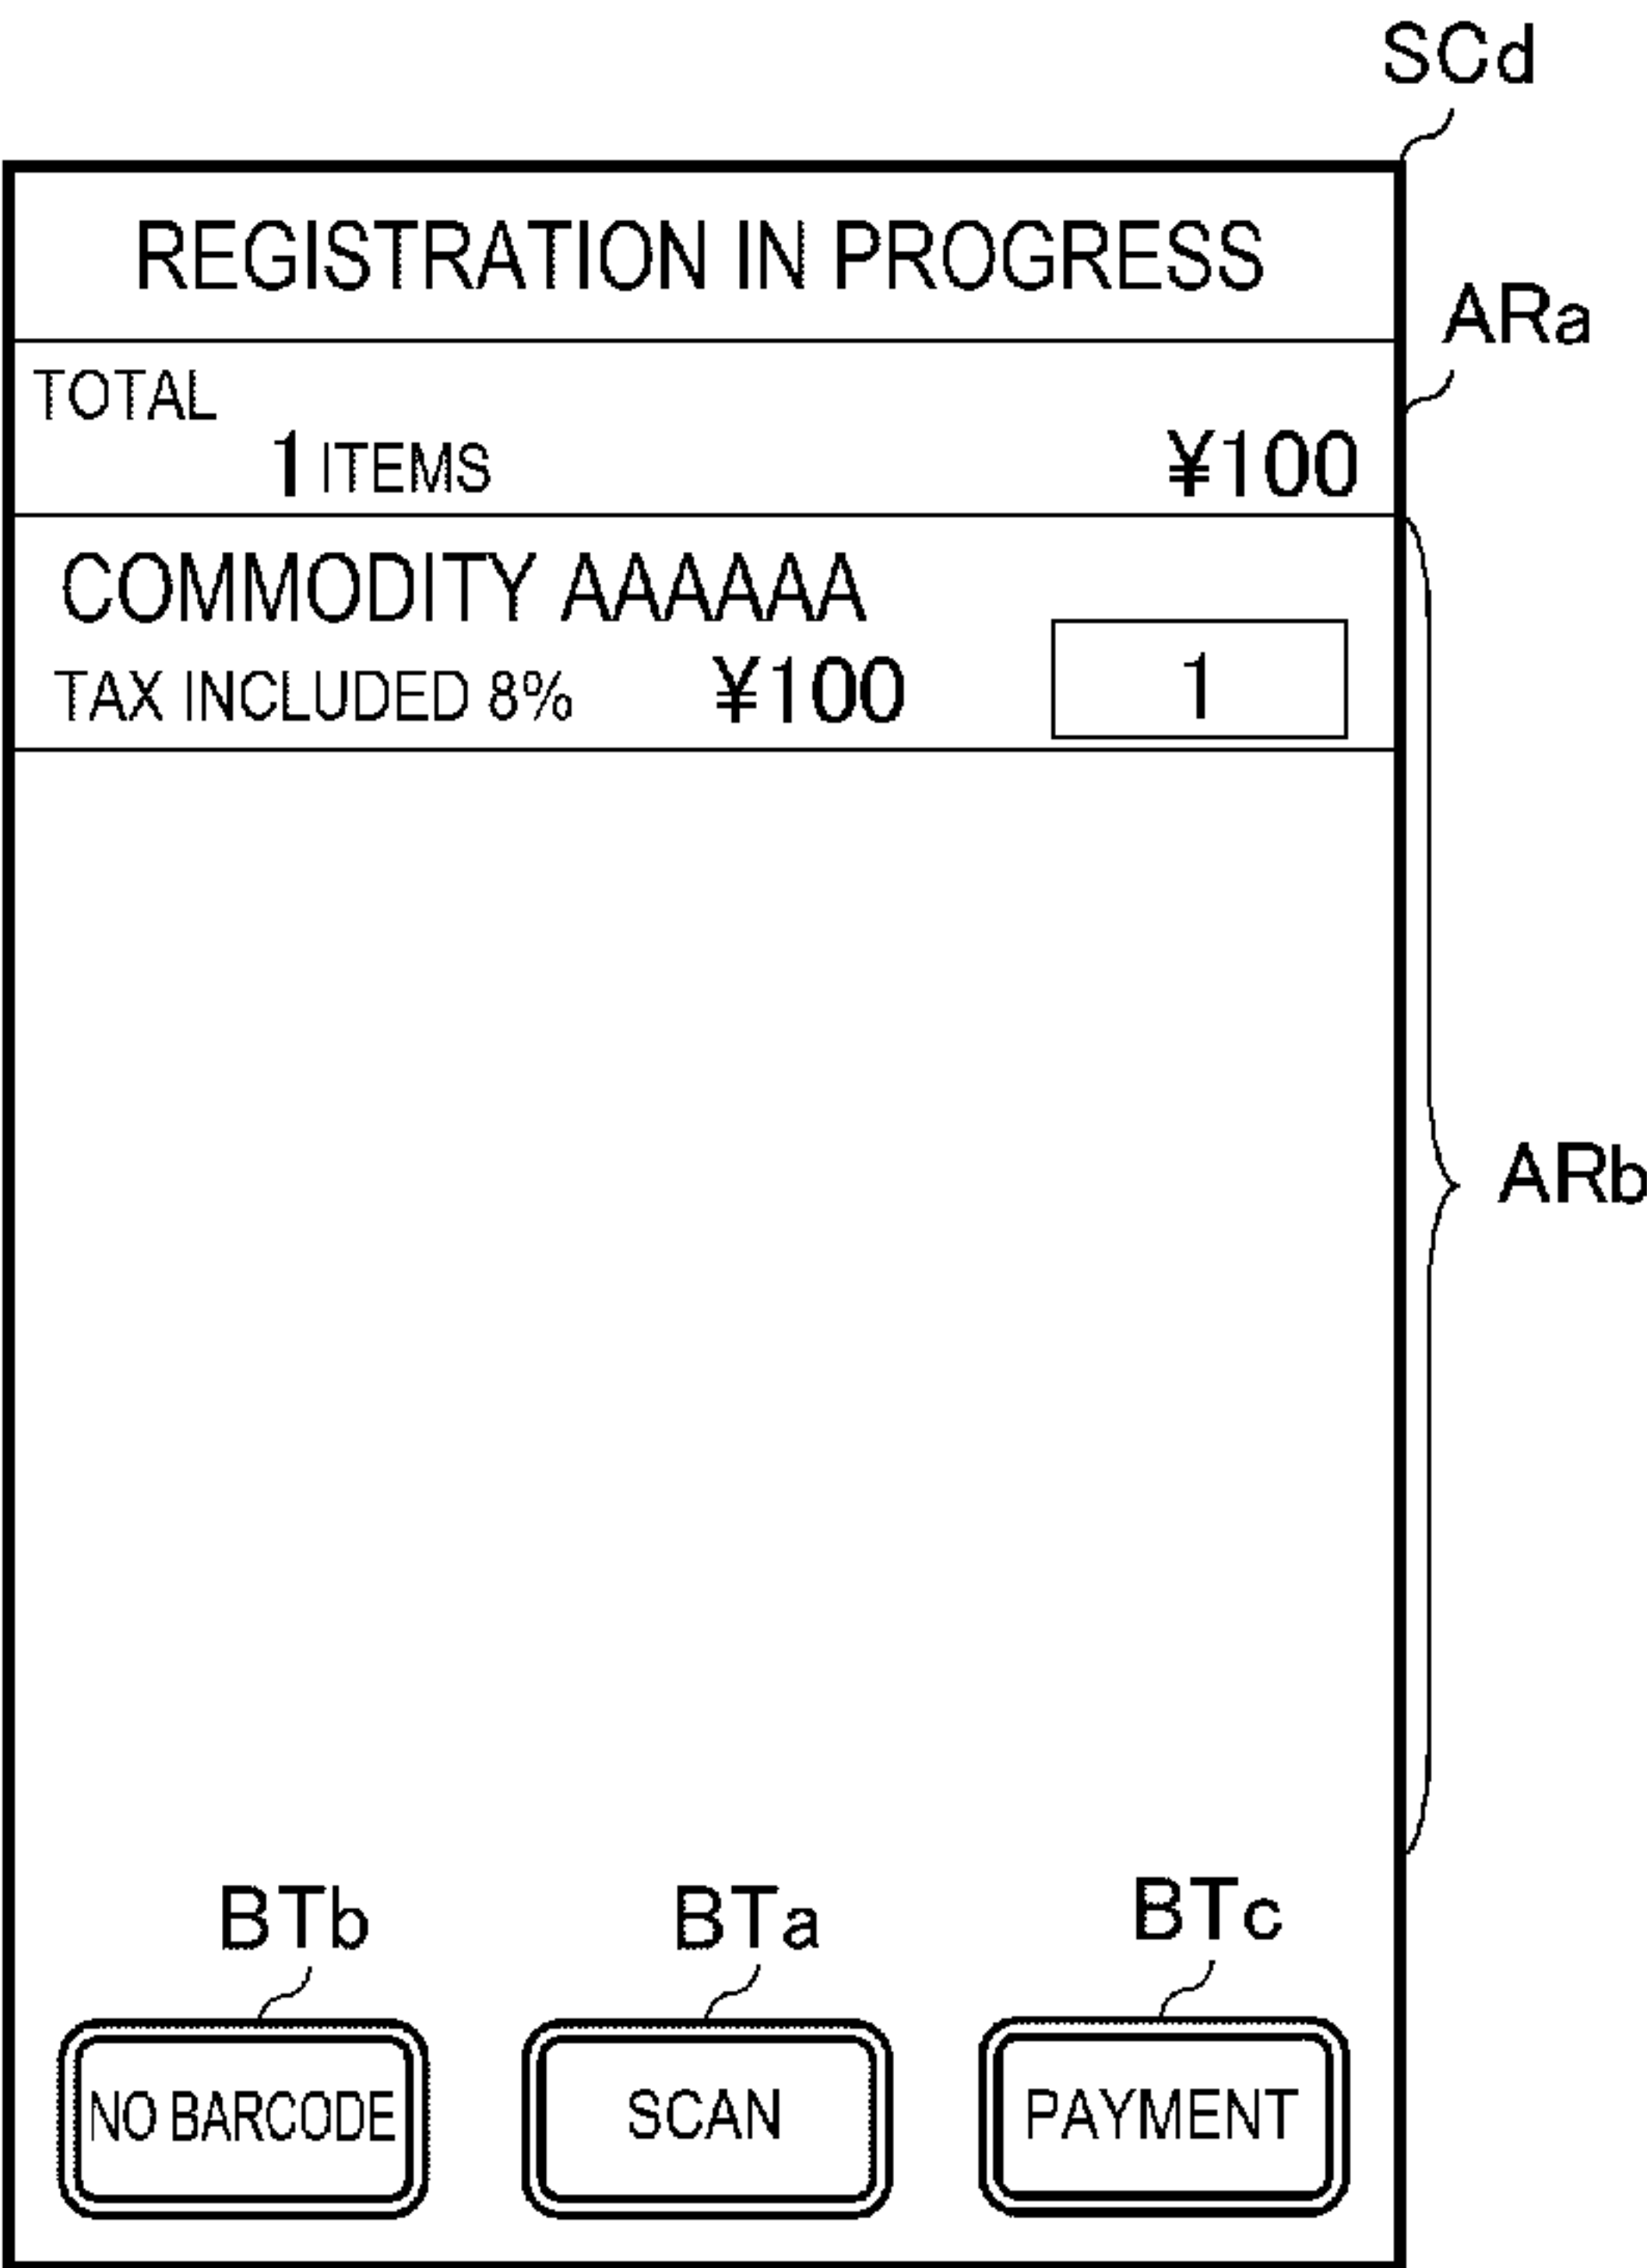 SCd
REGISTRATION IN PROGRESS
ARa
TOTAL
1 ITEMS ¥100
COMMODITY AAAAAA
TAX INCLUDED 8% ¥100 1
ARb
BTb BTa BTc
NO BARCODE SCAN PAYMENT